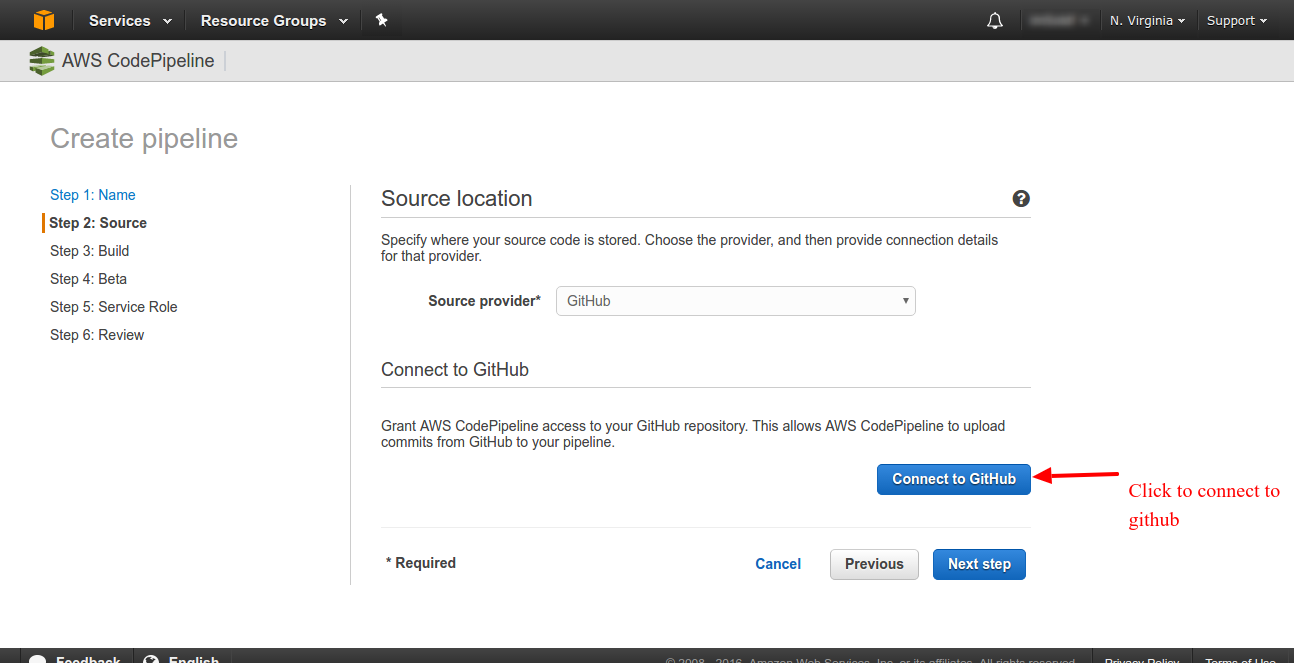 Services Resource Groups N. Virginia Support
AWS CodePipeline
Create pipeline
Step 1: Name
Step 2: Source
Step 3: Build
Step 4: Beta
Step 5: Service Role
Step 6: Review
Source location
Specify where your source code is stored. Choose the provider, and then provide connection details
for that provider.
Source provider* GitHub
Connect to GitHub
Grant AWS CodePipeline access to your GitHub repository. This allows AWS CodePipeline to upload
commits from GitHub to your pipeline.
Connect to GitHub
Click to connect to
github
* Required Cancel Previous Next step
Feedback English © 2008 - 2016, Amazon Web Services, Inc. or its affiliates. All rights reserved. Privacy Policy Terms of Use